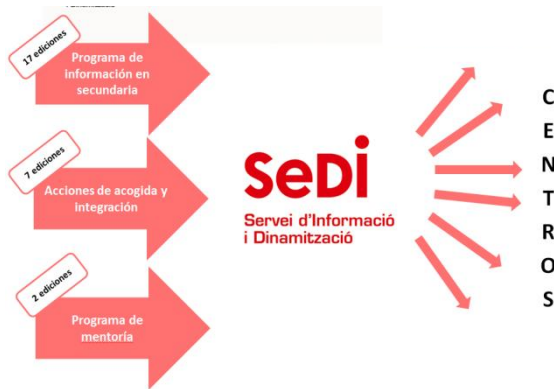 17 ediciones
Programa de
información en
secundaria
7 ediciones
Acciones de acogida y
integración
2 ediciones
Programa de
mentoría
SeDi
Servei d'Informació
i Dinamització
C
E
N
T
R
O
S